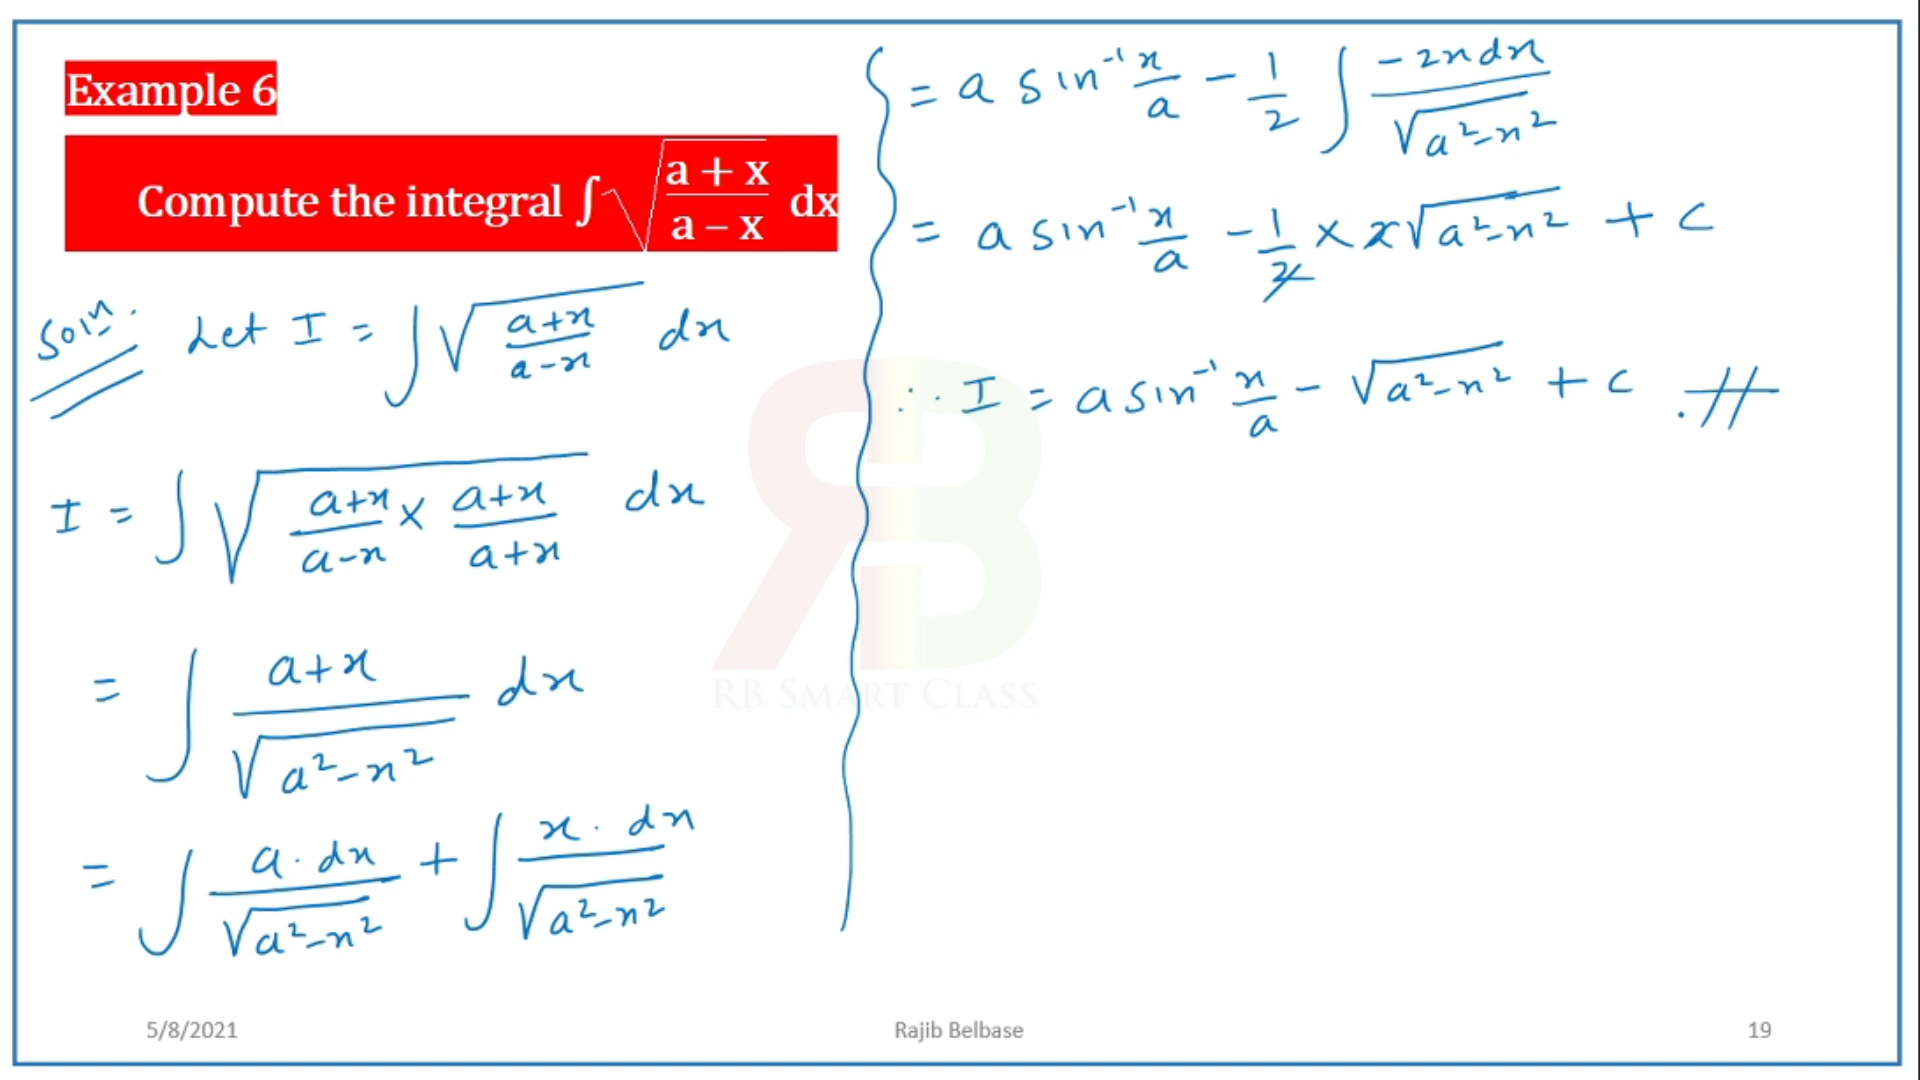 Example 6
Compute the integral ∫ √((a + x)/(a – x)) dx
Soln. Let I = ∫ √((a+x)/(a-x)) dx
I = ∫ √((a+x)/(a-x) × (a+x)/(a+x)) dx
= ∫ (a+x)/√(a²-x²) dx
= ∫ (a. dx)/√(a²-x²) + ∫ (x. dx)/√(a²-x²)
= a sin⁻¹ x/a - 1/2 ∫ (-2x dx)/√(a²-x²)
= a sin⁻¹ x/a - 1/2 × 2√(a²-x²) + c
∴ I = a sin⁻¹ x/a - √(a²-x²) + c .//
RB SMART CLASS
5/8/2021
Rajib Belbase
19